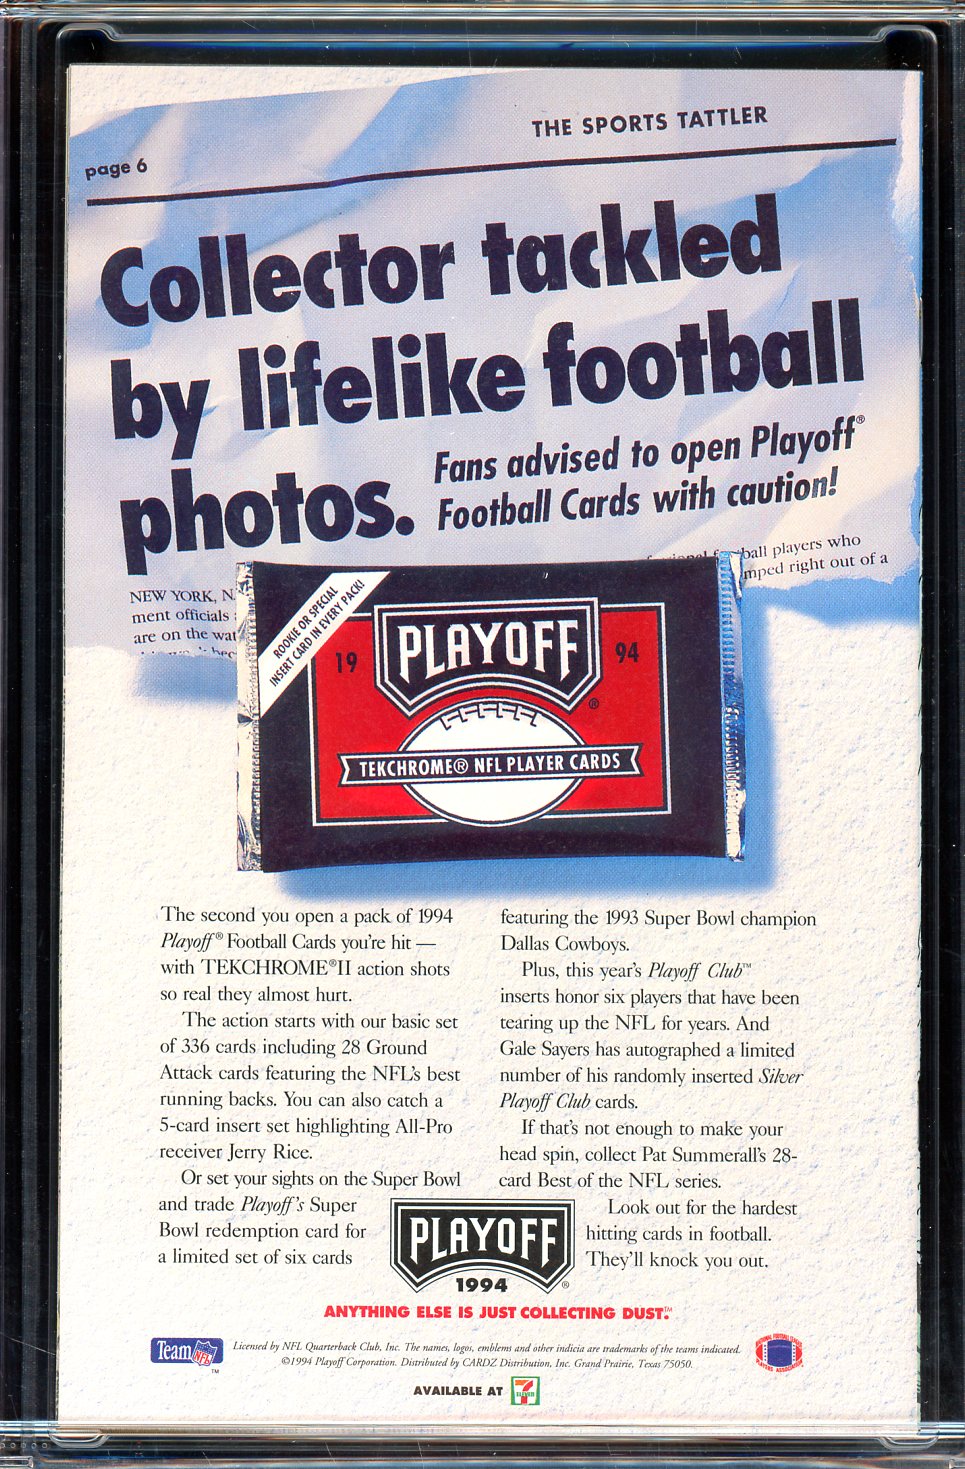 THE SPORTS TATTLER
page 6
Collector tackled
by lifelike football
photos.
Fans advised to open Playoff®
Football Cards with caution!
NEW YORK, N
ment officials
are on the wat
ball players who
mped right out of a
ROOKIE OR SPECIAL
INSERT CARD IN EVERY PACK!
19 PLAYOFF® 94
TEKCHROME® NFL PLAYER CARDS
The second you open a pack of 1994
Playoff® Football Cards you're hit —
with TEKCHROME®II action shots
so real they almost hurt.
The action starts with our basic set
of 336 cards including 28 Ground
Attack cards featuring the NFL's best
running backs. You can also catch a
5-card insert set highlighting All-Pro
receiver Jerry Rice.
Or set your sights on the Super Bowl
and trade Playoff's Super
Bowl redemption card for
a limited set of six cards
featuring the 1993 Super Bowl champion
Dallas Cowboys.
Plus, this year's Playoff Club™
inserts honor six players that have been
tearing up the NFL for years. And
Gale Sayers has autographed a limited
number of his randomly inserted Silver
Playoff Club cards.
If that's not enough to make your
head spin, collect Pat Summerall's 28-
card Best of the NFL series.
Look out for the hardest
hitting cards in football.
They'll knock you out.
PLAYOFF
1994®
ANYTHING ELSE IS JUST COLLECTING DUST.™
Team NFL™
Licensed by NFL Quarterback Club, Inc. The names, logos, emblems and other indicia are trademarks of the teams indicated.
©1994 Playoff Corporation. Distributed by CARDZ Distribution, Inc. Grand Prairie, Texas 75050.
AVAILABLE AT 7 ELEVEN